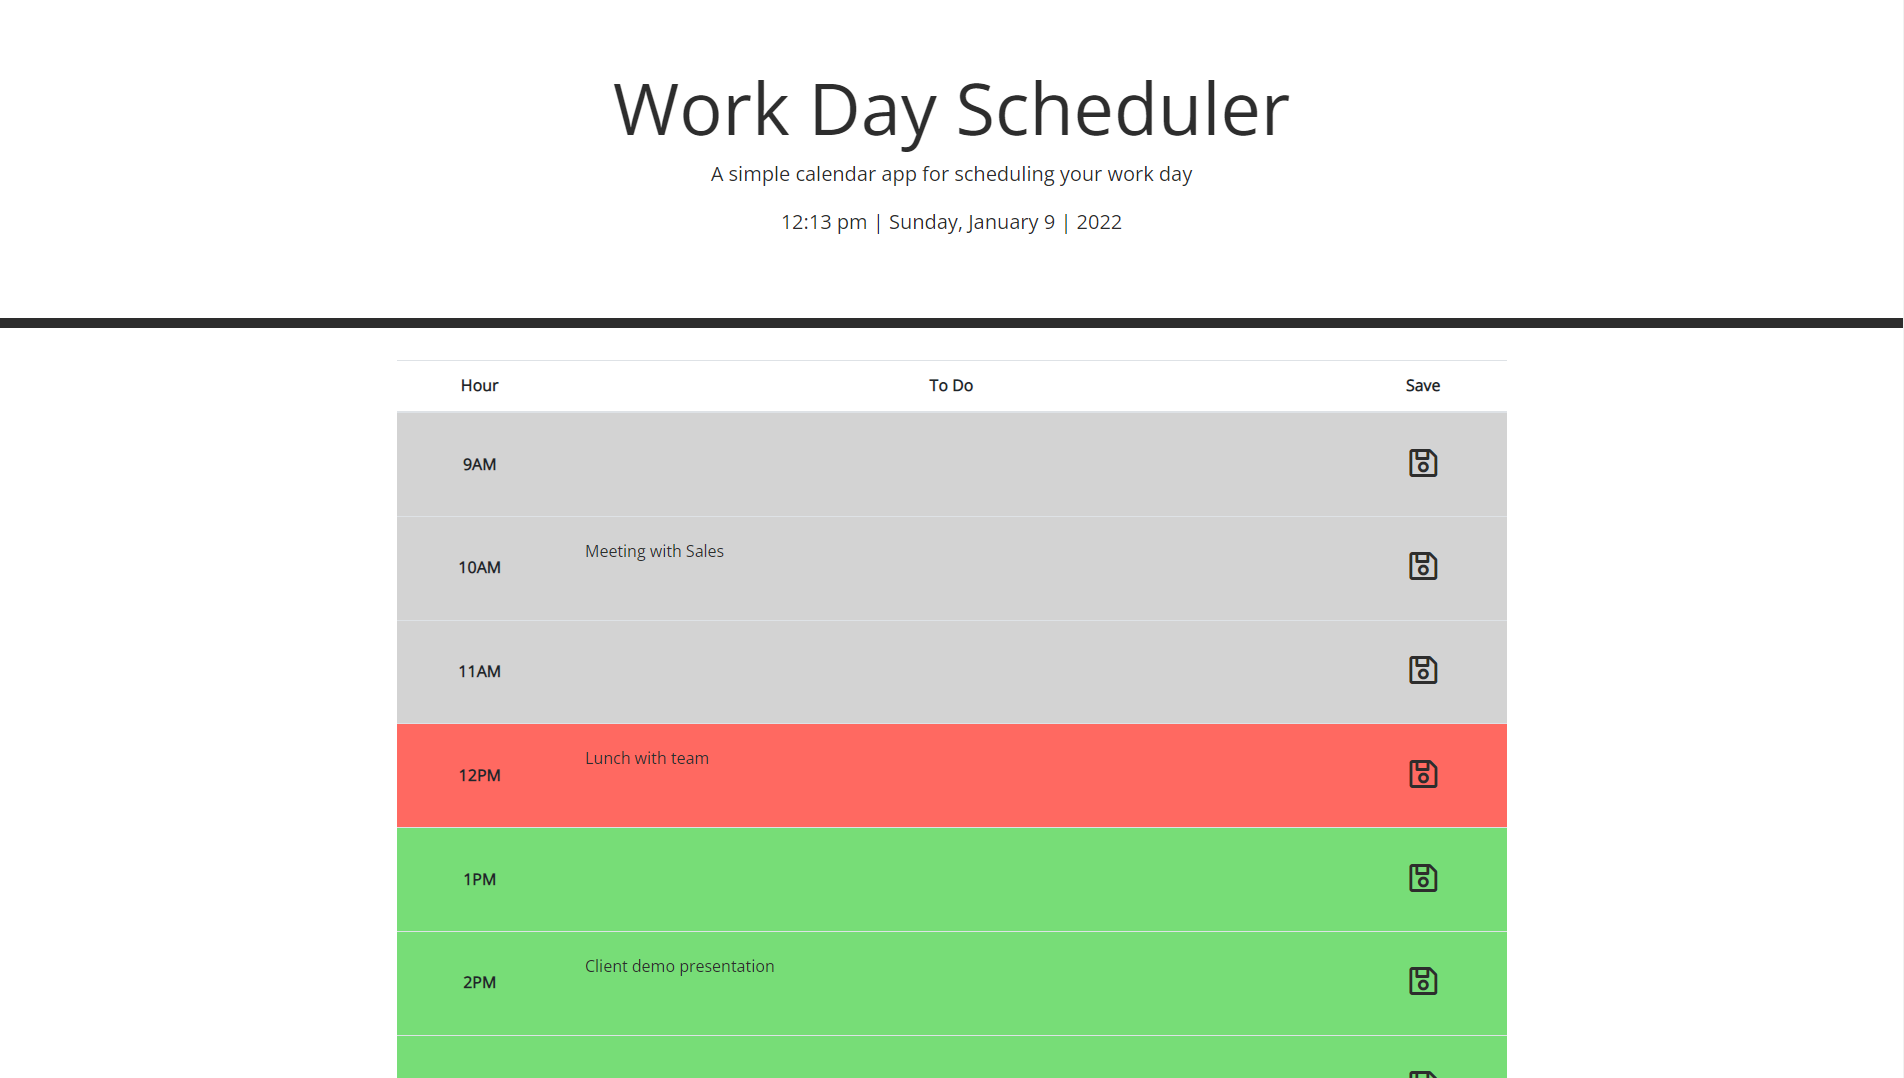 Work Day Scheduler
A simple calendar app for scheduling your work day
12:13 pm | Sunday, January 9 | 2022
Hour To Do Save
9AM
Meeting with Sales
10AM
11AM
Lunch with team
12PM
1PM
Client demo presentation
2PM